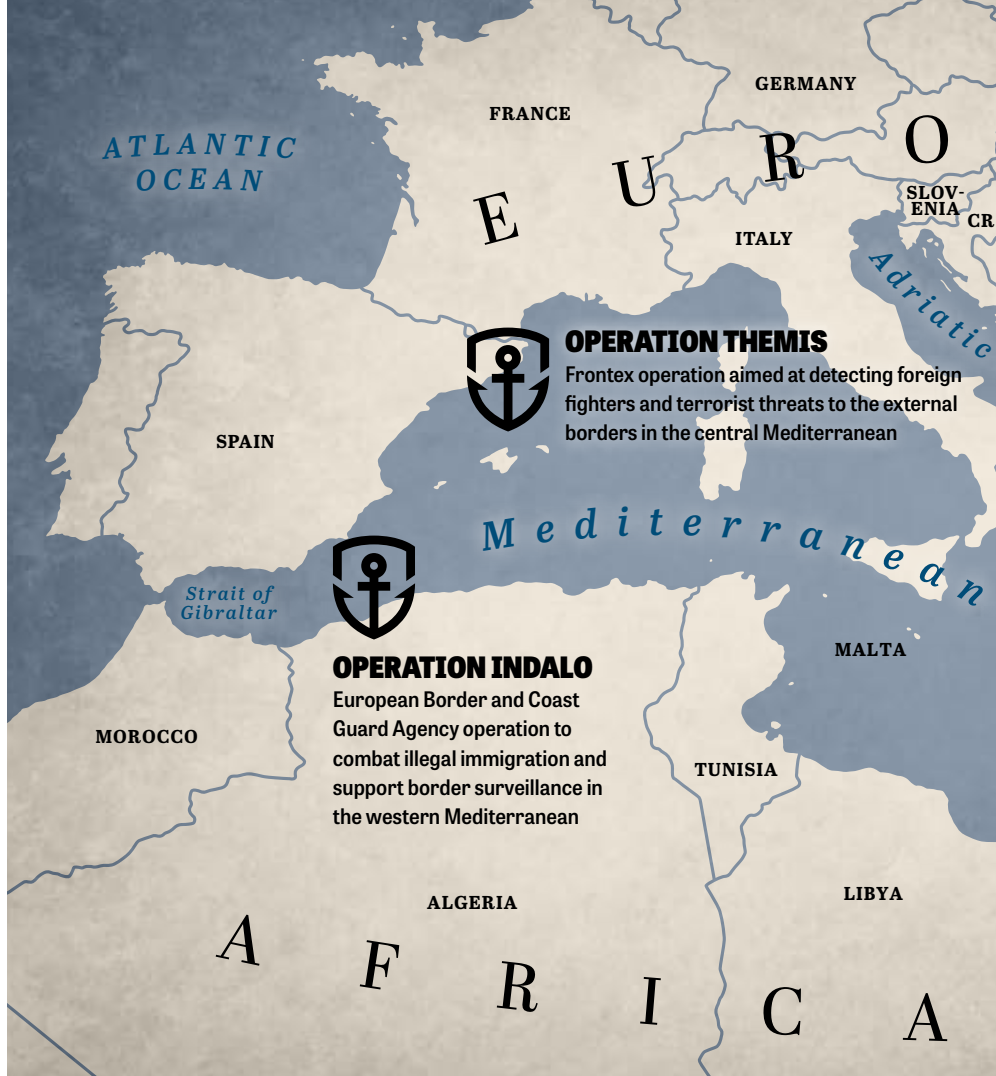 GERMANY
FRANCE
ATLANTIC
OCEAN
EURO
SLOV-
ENIA
CR
ITALY
Adriatic
OPERATION THEMIS
Frontex operation aimed at detecting foreign
fighters and terrorist threats to the external
borders in the central Mediterranean
SPAIN
Mediterranean
Strait of
Gibraltar
MALTA
OPERATION INDALO
European Border and Coast
Guard Agency operation to
combat illegal immigration and
support border surveillance in
the western Mediterranean
MOROCCO
TUNISIA
LIBYA
ALGERIA
AFRICA